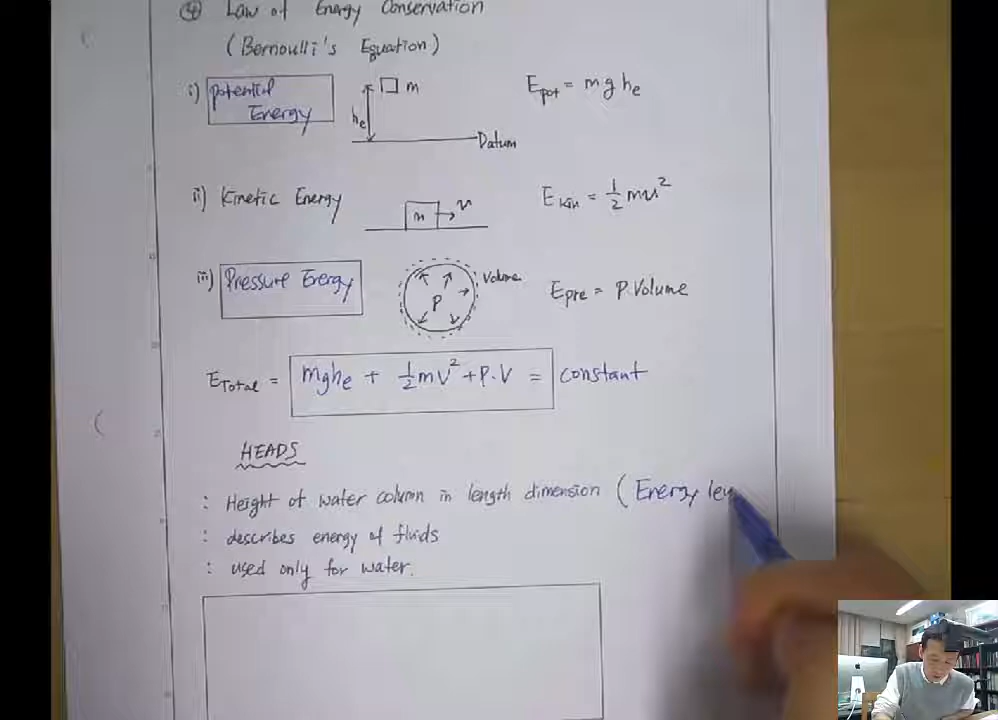 ④ Law of Energy Conservation
(Bernoulli's Equation)
i) potential Energy
m
he
Datum
Epot = mghe
ii) Kinetic Energy
m
v
Ekin = 1/2 mv²
iii) Pressure Energy
P
Volume
Epre = P.Volume
ETotal = mghe + 1/2 mv² + P.V = constant
HEADS
: Height of water column in length dimension (Energy lev
: describes energy of fluids
: used only for water.